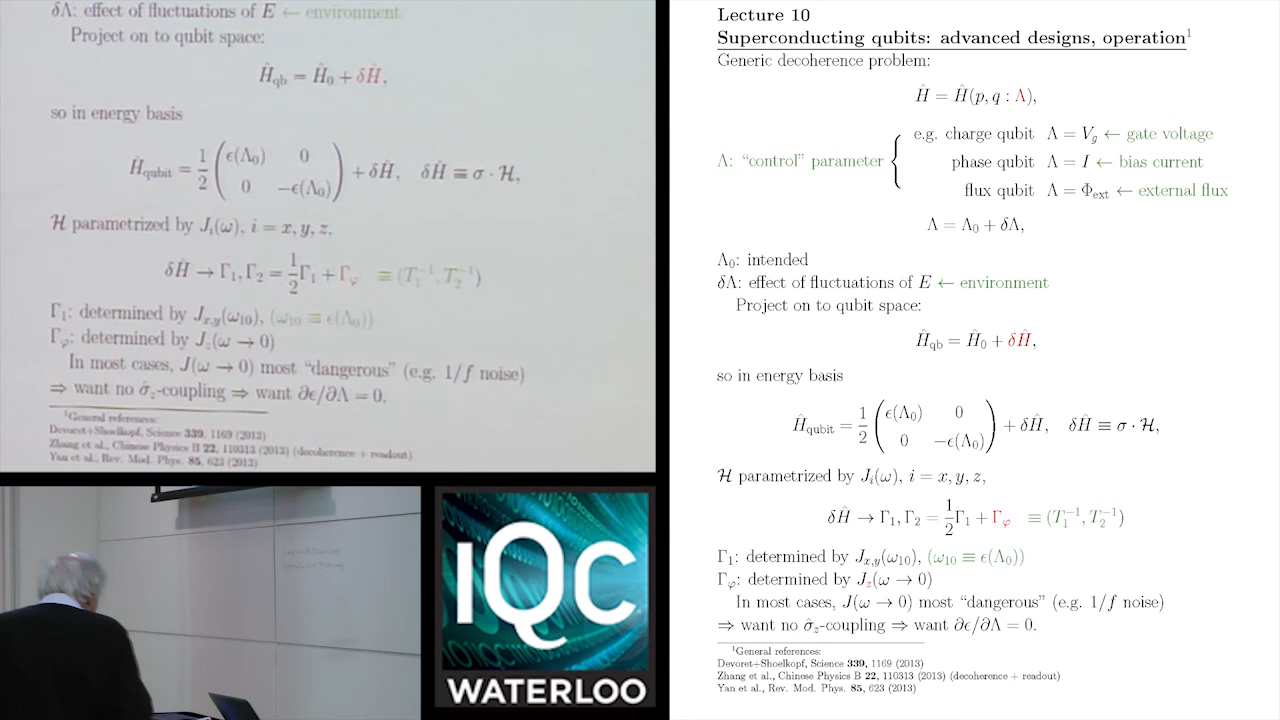 δΛ: effect of fluctuations of E ← environment
Project on to qubit space:
Ĥqb = Ĥ0 + δĤ,
so in energy basis
Ĥqubit = 1/2 (ϵ(Λ0) 0
0 −ϵ(Λ0)) + δĤ, δĤ ≡ σ · ℋ,
ℋ parametrized by Ji(ω), i = x, y, z,
δĤ → Γ1, Γ2 = 1/2 Γ1 + Γφ ≡ (T1⁻¹, T2⁻¹)
Γ1: determined by Jx,y(ω10), (ω10 ≡ ϵ(Λ0))
Γφ: determined by Jz(ω → 0)
In most cases, J(ω → 0) most “dangerous” (e.g. 1/f noise)
⇒ want no σ̂z-coupling ⇒ want ∂ϵ/∂Λ = 0.
¹General references:
Devoret+Shoelkopf, Science 339, 1169 (2013)
Zhang et al., Chinese Physics B 22, 110313 (2013) (decoherence + readout)
Yan et al., Rev. Mod. Phys. 85, 623 (2013)
IQC
WATERLOO
Lecture 10
Superconducting qubits: advanced designs, operation¹
Generic decoherence problem:
Ĥ = Ĥ(p, q : Λ),
Λ: “control” parameter { e.g. charge qubit Λ = Vg ← gate voltage
phase qubit Λ = I ← bias current
flux qubit Λ = Φext ← external flux
Λ = Λ0 + δΛ,
Λ0: intended
δΛ: effect of fluctuations of E ← environment
Project on to qubit space:
Ĥqb = Ĥ0 + δĤ,
so in energy basis
Ĥqubit = 1/2 (ϵ(Λ0) 0
0 −ϵ(Λ0)) + δĤ, δĤ ≡ σ · ℋ,
ℋ parametrized by Ji(ω), i = x, y, z,
δĤ → Γ1, Γ2 = 1/2 Γ1 + Γφ ≡ (T1⁻¹, T2⁻¹)
Γ1: determined by Jx,y(ω10), (ω10 ≡ ϵ(Λ0))
Γφ: determined by Jz(ω → 0)
In most cases, J(ω → 0) most “dangerous” (e.g. 1/f noise)
⇒ want no σ̂z-coupling ⇒ want ∂ϵ/∂Λ = 0.
¹General references:
Devoret+Shoelkopf, Science 339, 1169 (2013)
Zhang et al., Chinese Physics B 22, 110313 (2013) (decoherence + readout)
Yan et al., Rev. Mod. Phys. 85, 623 (2013)